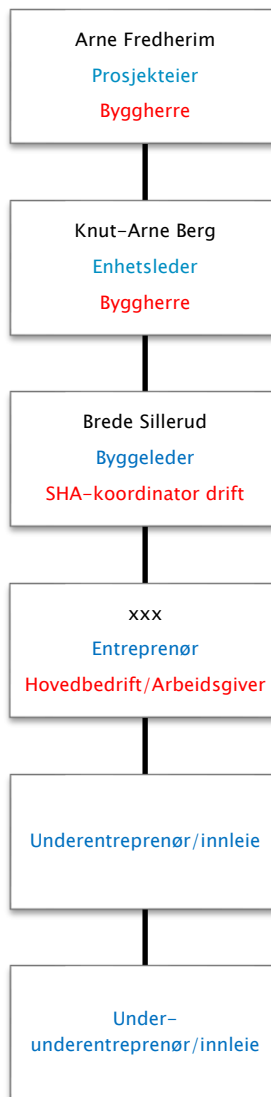 Arne Fredherim
Prosjekteier
Byggherre
Knut-Arne Berg
Enhetsleder
Byggherre
Brede Sillerud
Byggeleder
SHA-koordinator drift
xxx
Entreprenør
Hovedbedrift/Arbeidsgiver
Underentreprenør/innleie
Under-
underentreprenør/innleie